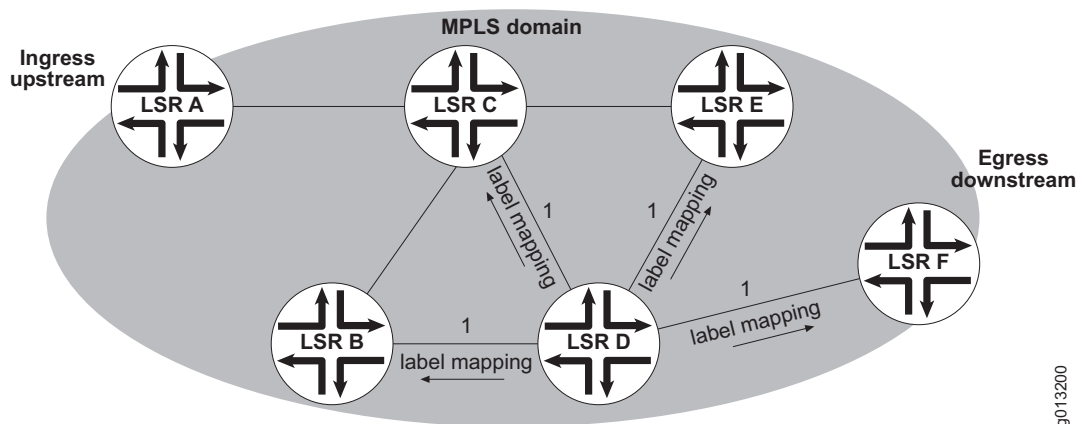 MPLS domain
Ingress
upstream
LSR A
LSR C
LSR E
Egress
downstream
label mapping
1
1
label mapping
LSR F
1
label mapping
LSR B
1
label mapping
LSR D
g013200